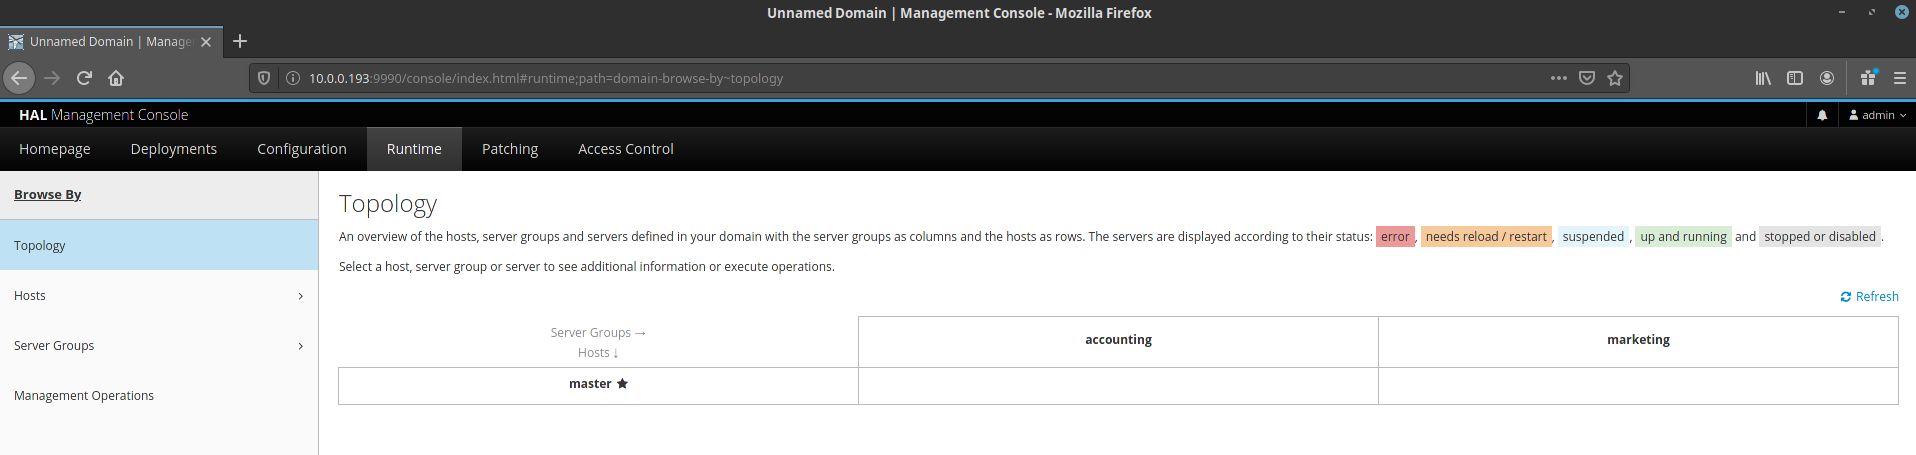 Unnamed Domain | Management Console - Mozilla Firefox
Unnamed Domain | Manage
10.0.0.193:9990/console/index.html#runtime;path=domain-browse-by~topology
HAL Management Console
admin
Homepage
Deployments
Configuration
Runtime
Patching
Access Control
Browse By
Topology
Hosts
Server Groups
Management Operations
Topology
An overview of the hosts, server groups and servers defined in your domain with the server groups as columns and the hosts as rows. The servers are displayed according to their status: error, needs reload / restart, suspended, up and running and stopped or disabled.
Select a host, server group or server to see additional information or execute operations.
Refresh
Server Groups →
Hosts ↓
accounting
marketing
master ★